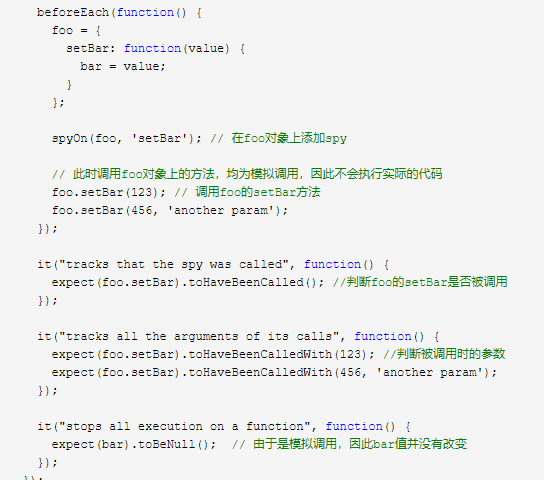 beforeEach(function() {
foo = {
setBar: function(value) {
bar = value;
}
};
spyOn(foo, 'setBar'); // 在foo对象上添加spy
// 此时调用foo对象上的方法，均为模拟调用，因此不会执行实际的代码
foo.setBar(123); // 调用foo的setBar方法
foo.setBar(456, 'another param');
});
it("tracks that the spy was called", function() {
expect(foo.setBar).toHaveBeenCalled(); //判断foo的setBar是否被调用
});
it("tracks all the arguments of its calls", function() {
expect(foo.setBar).toHaveBeenCalledWith(123); //判断被调用时的参数
expect(foo.setBar).toHaveBeenCalledWith(456, 'another param');
});
it("stops all execution on a function", function() {
expect(bar).toBeNull();  // 由于是模拟调用，因此bar值并没有改变
});
});